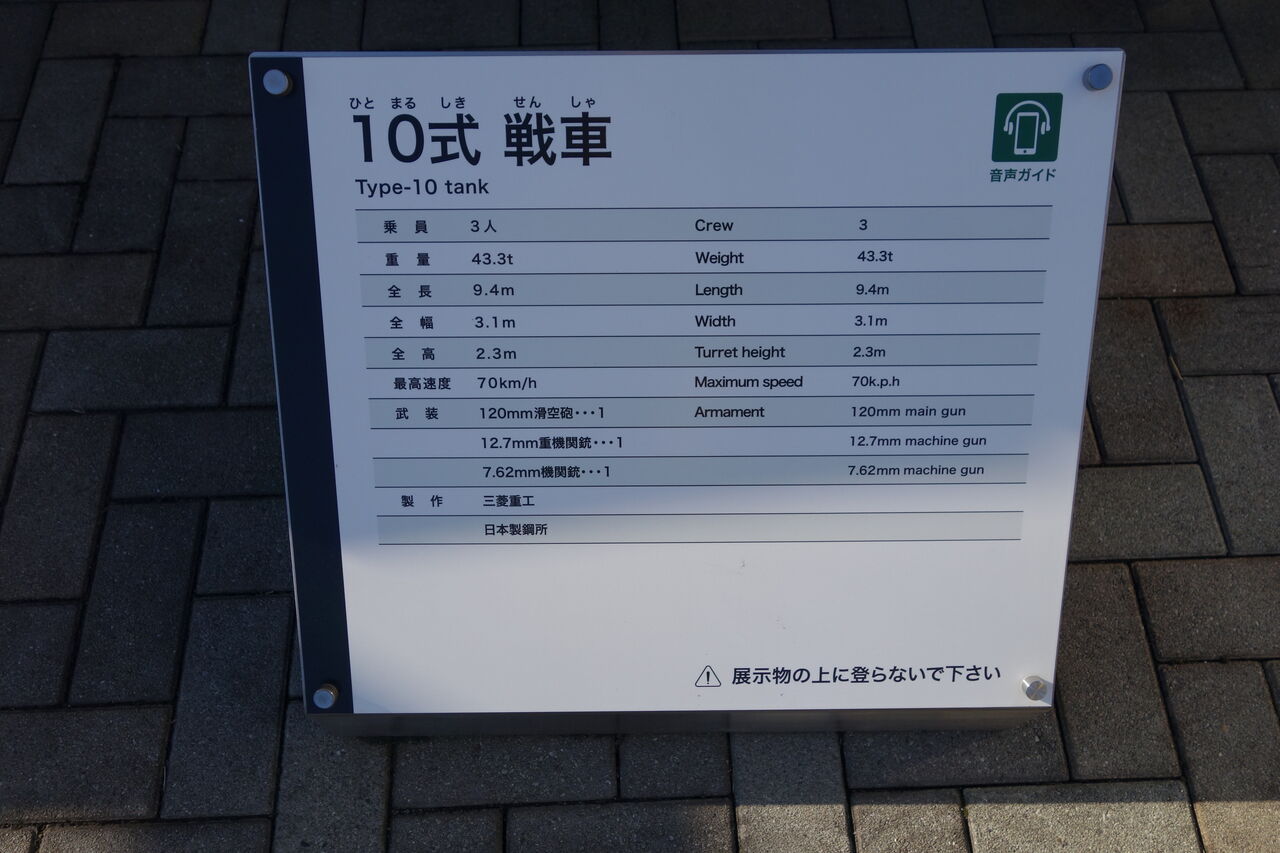 ひと まる しき せん しゃ
10式 戦車
Type-10 tank
音声ガイド
乗 員 3人 Crew 3
重 量 43.3t Weight 43.3t
全 長 9.4m Length 9.4m
全 幅 3.1m Width 3.1m
全 高 2.3m Turret height 2.3m
最高速度 70km/h Maximum speed 70k.p.h
武 装 120mm滑空砲･･･1 Armament 120mm main gun
12.7mm重機関銃･･･1 12.7mm machine gun
7.62mm機関銃･･･1 7.62mm machine gun
製 作 三菱重工
日本製鋼所
展示物の上に登らないで下さい